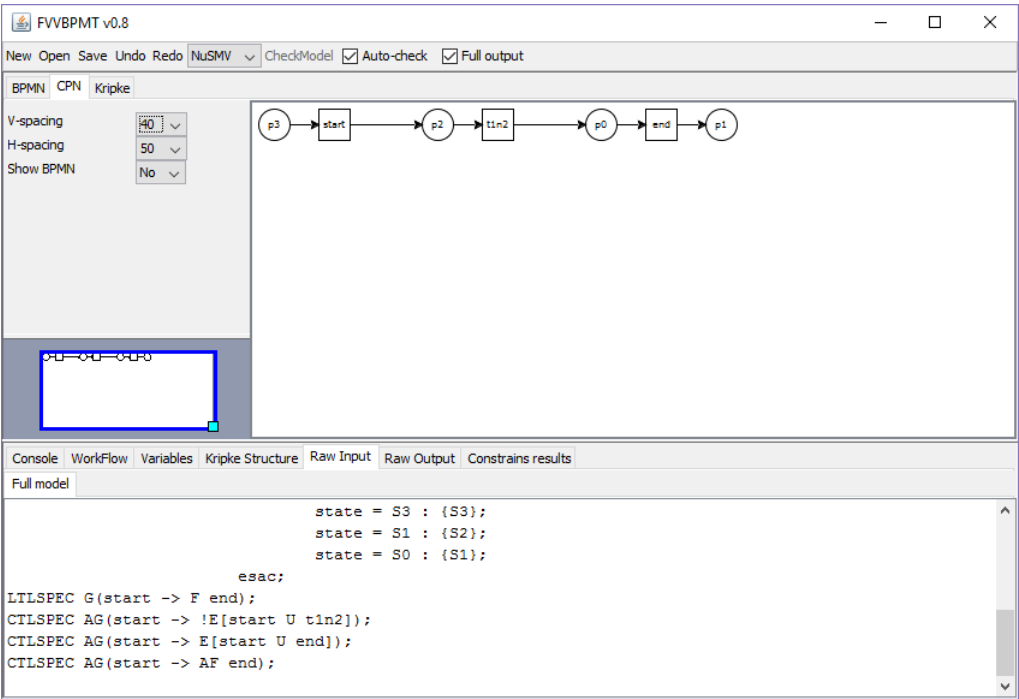 FVVBPMT v0.8
New Open Save Undo Redo NuSMV CheckModel Auto-check Full output
BPMN CPN Kripke
V-spacing 40
H-spacing 50
Show BPMN No
p3 start p2 t1n2 p0 end p1
Console WorkFlow Variables Kripke Structure Raw Input Raw Output Constrains results
Full model
state = S3 : {S3};
state = S1 : {S2};
state = S0 : {S1};
esac;
LTLSPEC G(start -> F end);
CTLSPEC AG(start -> !E[start U t1n2]);
CTLSPEC AG(start -> E[start U end]);
CTLSPEC AG(start -> AF end);